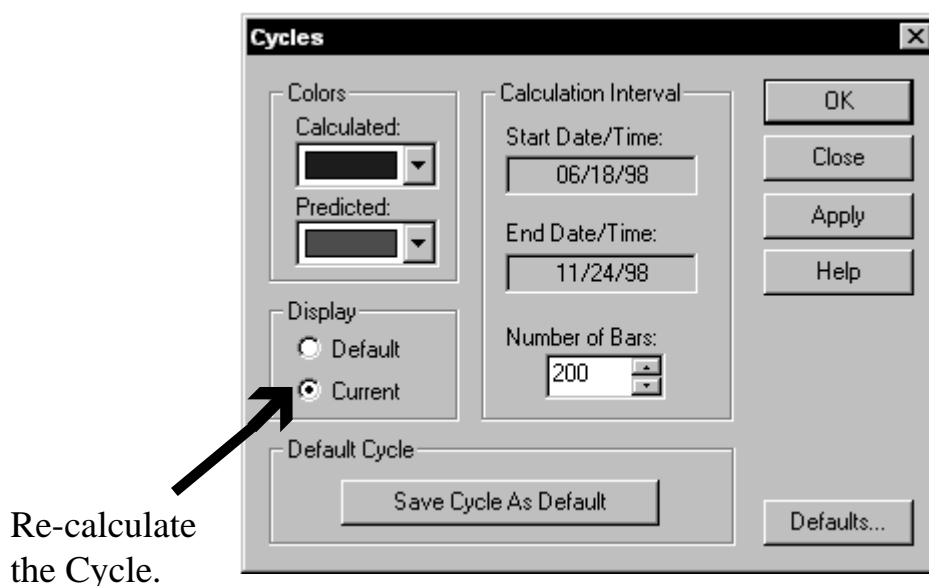 Cycles
Colors
Calculated:
Predicted:
Display
Default
Current
Calculation Interval
Start Date/Time:
06/18/98
End Date/Time:
11/24/98
Number of Bars:
200
OK
Close
Apply
Help
Default Cycle
Save Cycle As Default
Defaults...
Re-calculate
the Cycle.